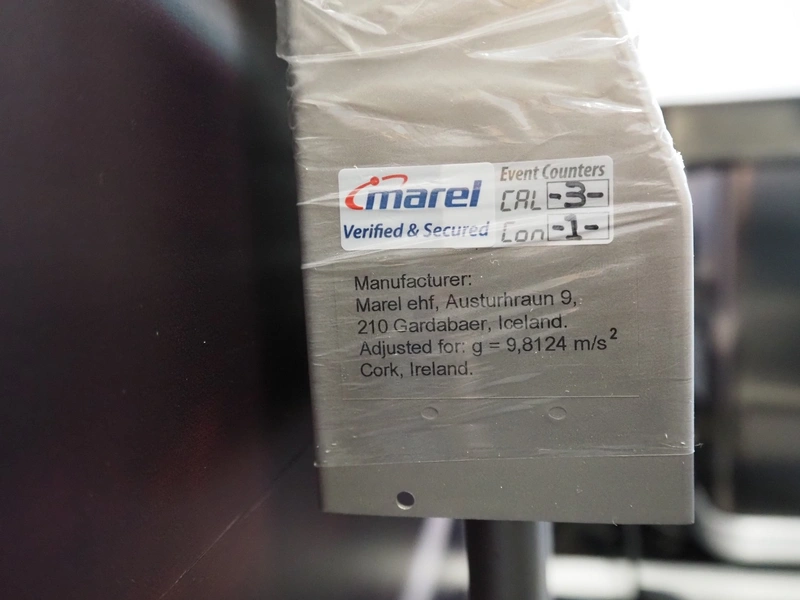 marel
Verified & Secured
Event Counters
CAL -3-
Con -1-
Manufacturer:
Marel ehf, Austurhraun 9,
210 Gardabaer, Iceland.
Adjusted for: g = 9,8124 m/s²
Cork, Ireland.